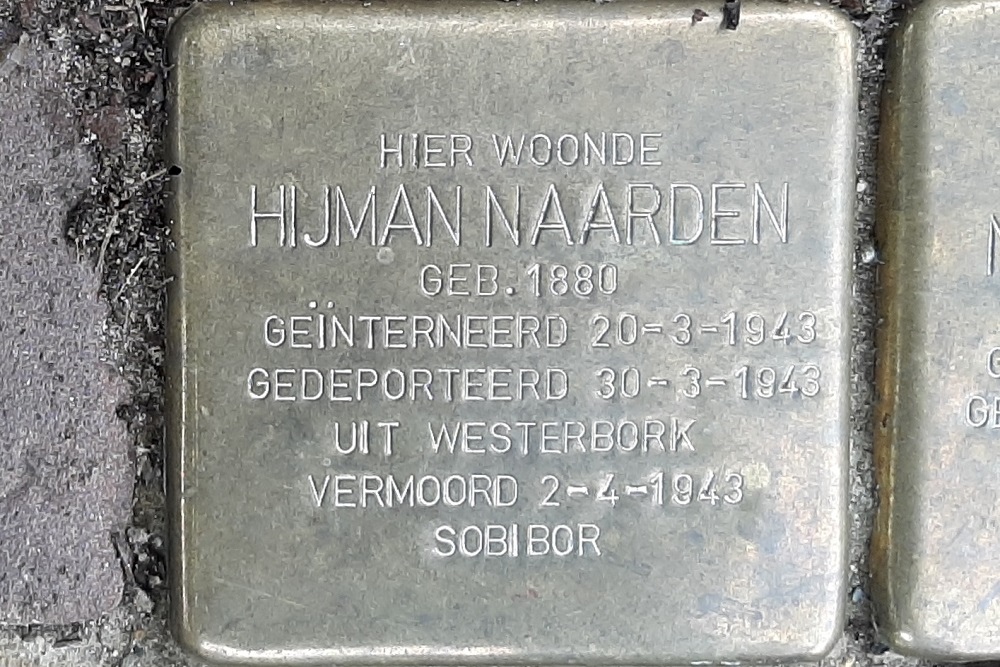 HIER WOONDE
HIJMAN NAARDEN
GEB. 1880
GEÏNTERNEERD 20-3-1943
GEDEPORTEERD 30-3-1943
UIT WESTERBORK
VERMOORD 2-4-1943
SOBIBOR